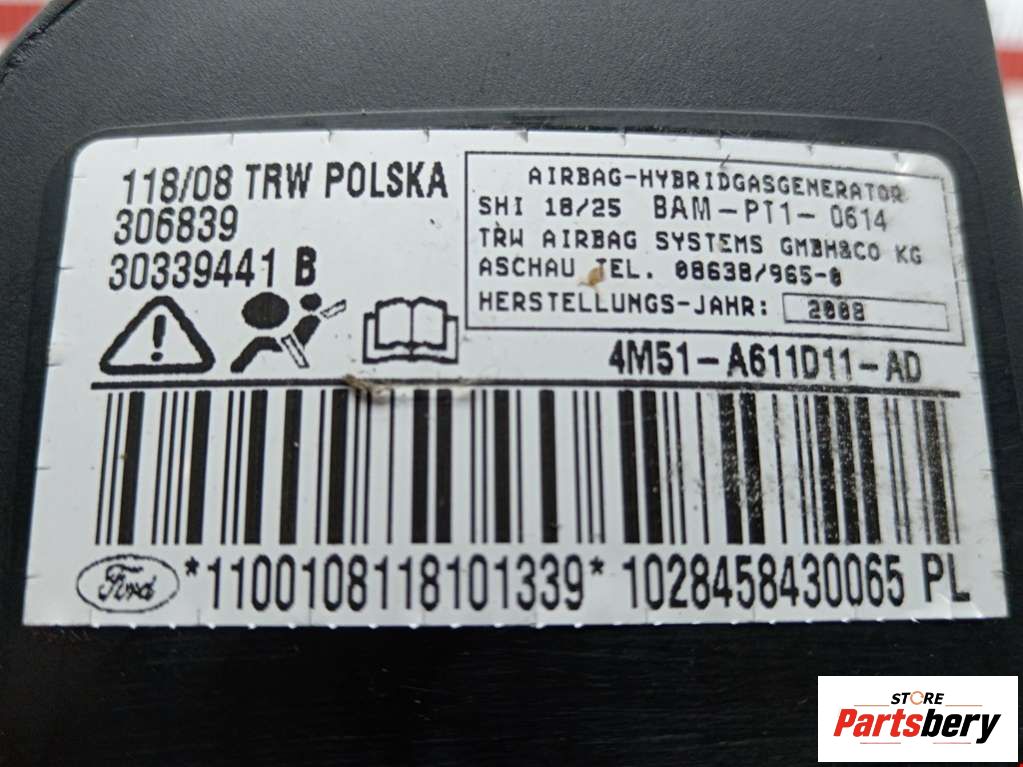 118/08 TRW POLSKA
306839
30339441 B
AIRBAG-HYBRIDGASGENERATOR
SHI 18/25 BAM-PT1-0614
TRW AIRBAG SYSTEMS GMBH&CO KG
ASCHAU TEL. 08638/965-0
HERSTELLUNGS-JAHR: 2008
4M51-A611D11-AD
Ford *1100108118101339* 1028458430065 PL
STORE
Partsbery